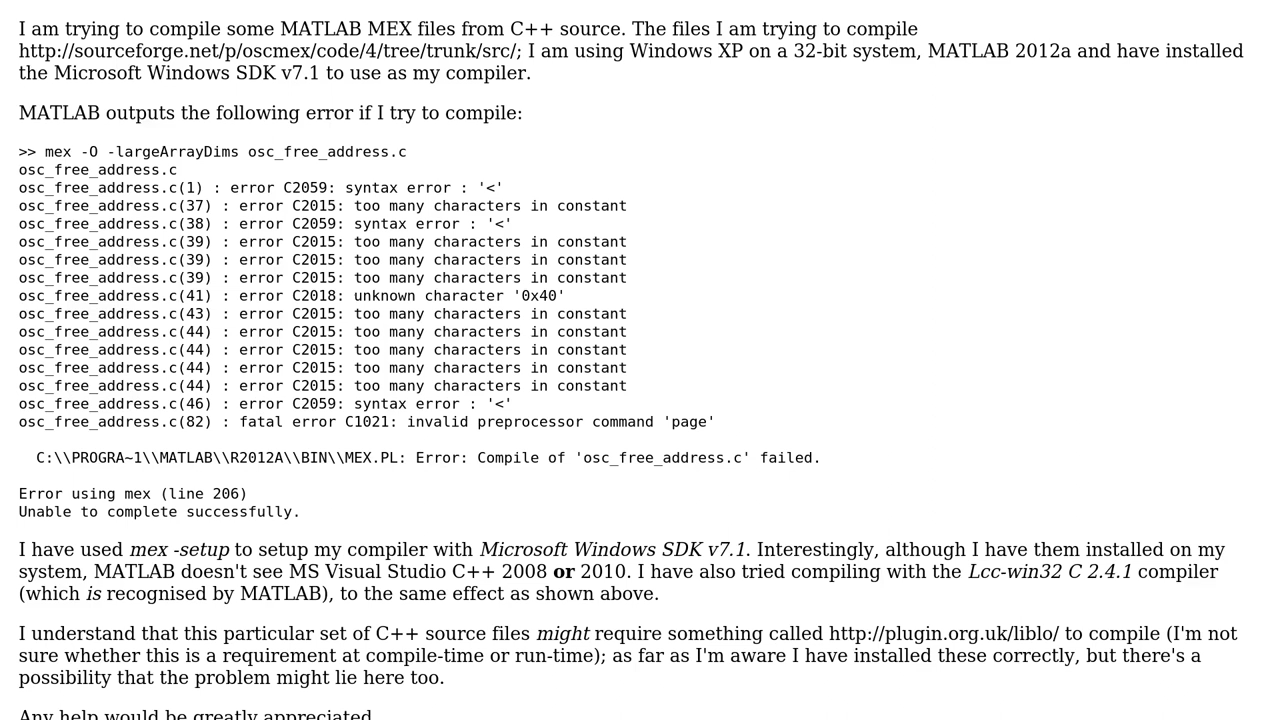 I am trying to compile some MATLAB MEX files from C++ source. The files I am trying to compile
http://sourceforge.net/p/oscmex/code/4/tree/trunk/src/; I am using Windows XP on a 32-bit system, MATLAB 2012a and have installed
the Microsoft Windows SDK v7.1 to use as my compiler.
MATLAB outputs the following error if I try to compile:
>> mex -O -largeArrayDims osc_free_address.c
osc_free_address.c
osc_free_address.c(1) : error C2059: syntax error : '<'
osc_free_address.c(37) : error C2015: too many characters in constant
osc_free_address.c(38) : error C2059: syntax error : '<'
osc_free_address.c(39) : error C2015: too many characters in constant
osc_free_address.c(39) : error C2015: too many characters in constant
osc_free_address.c(39) : error C2015: too many characters in constant
osc_free_address.c(41) : error C2018: unknown character '0x40'
osc_free_address.c(43) : error C2015: too many characters in constant
osc_free_address.c(44) : error C2015: too many characters in constant
osc_free_address.c(44) : error C2015: too many characters in constant
osc_free_address.c(44) : error C2015: too many characters in constant
osc_free_address.c(44) : error C2015: too many characters in constant
osc_free_address.c(46) : error C2059: syntax error : '<'
osc_free_address.c(82) : fatal error C1021: invalid preprocessor command 'page'
C:\\PROGRA~1\\MATLAB\\R2012A\\BIN\\MEX.PL: Error: Compile of 'osc_free_address.c' failed.
Error using mex (line 206)
Unable to complete successfully.
I have used mex -setup to setup my compiler with Microsoft Windows SDK v7.1. Interestingly, although I have them installed on my
system, MATLAB doesn't see MS Visual Studio C++ 2008 or 2010. I have also tried compiling with the Lcc-win32 C 2.4.1 compiler
(which is recognised by MATLAB), to the same effect as shown above.
I understand that this particular set of C++ source files might require something called http://plugin.org.uk/liblo/ to compile (I'm not
sure whether this is a requirement at compile-time or run-time); as far as I'm aware I have installed these correctly, but there's a
possibility that the problem might lie here too.
Any help would be greatly appreciated